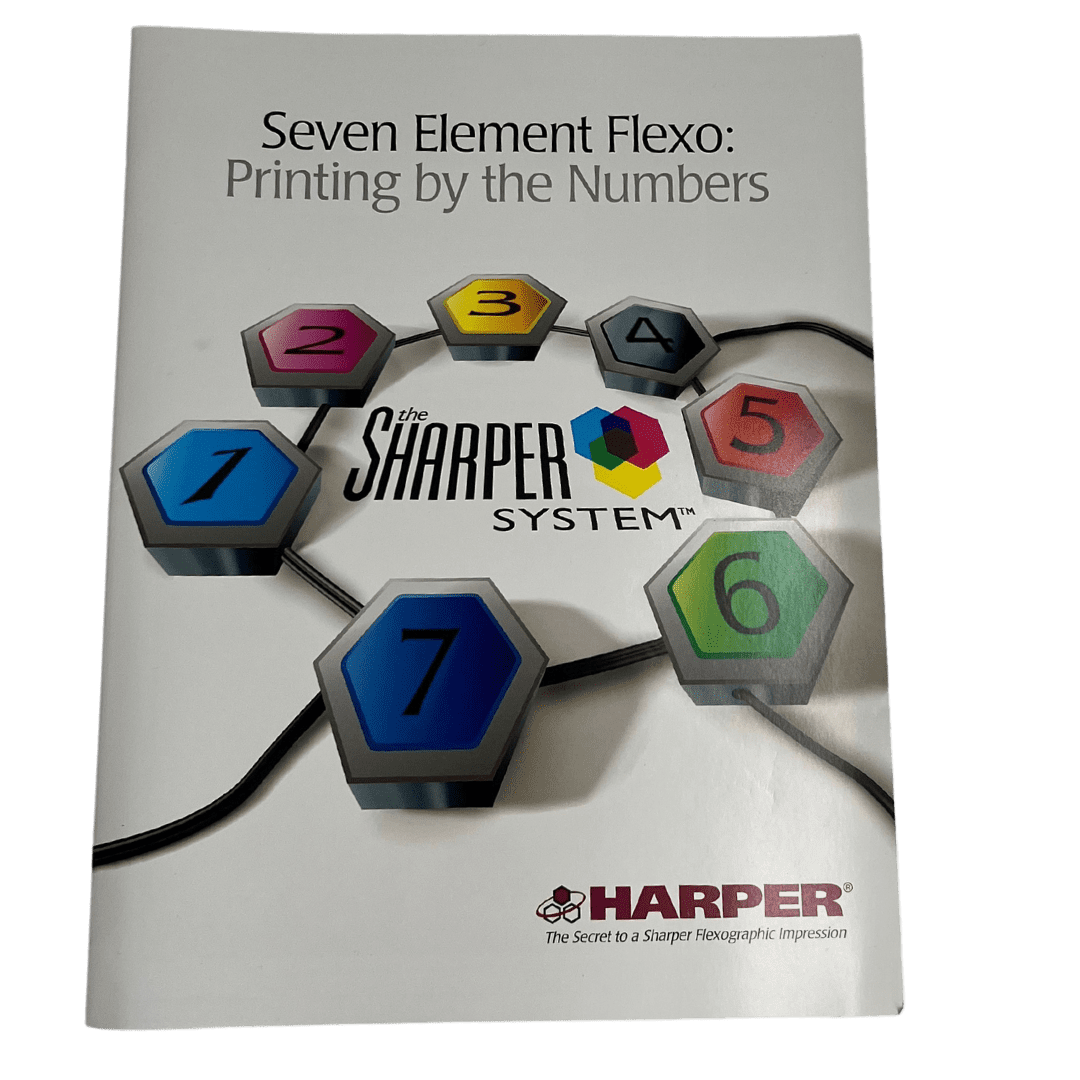 Seven Element Flexo:
Printing by the Numbers
3
2
4
5
1
the
SHARPER
SYSTEM™
6
7
HARPER®
The Secret to a Sharper Flexographic Impression